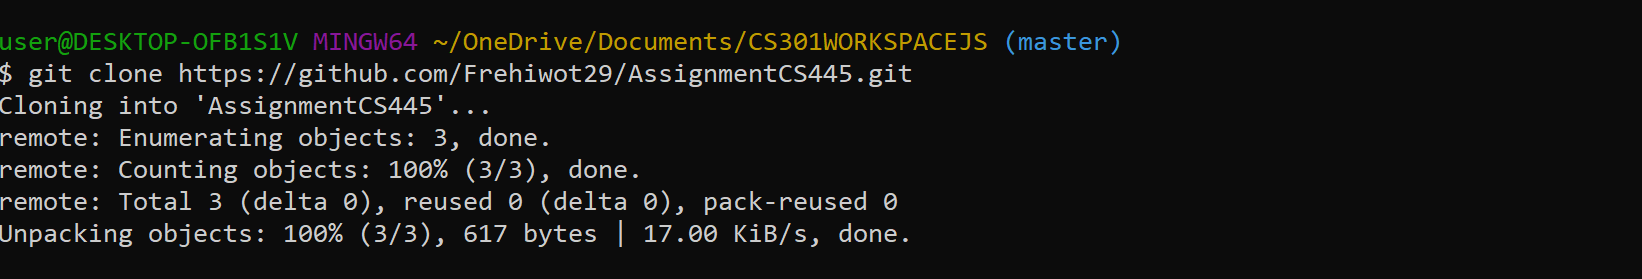 user@DESKTOP-OFB1S1V MINGW64 ~/OneDrive/Documents/CS301WORKSPACEJS (master)
$ git clone https://github.com/Frehiwot29/AssignmentCS445.git
Cloning into 'AssignmentCS445'...
remote: Enumerating objects: 3, done.
remote: Counting objects: 100% (3/3), done.
remote: Total 3 (delta 0), reused 0 (delta 0), pack-reused 0
Unpacking objects: 100% (3/3), 617 bytes | 17.00 KiB/s, done.